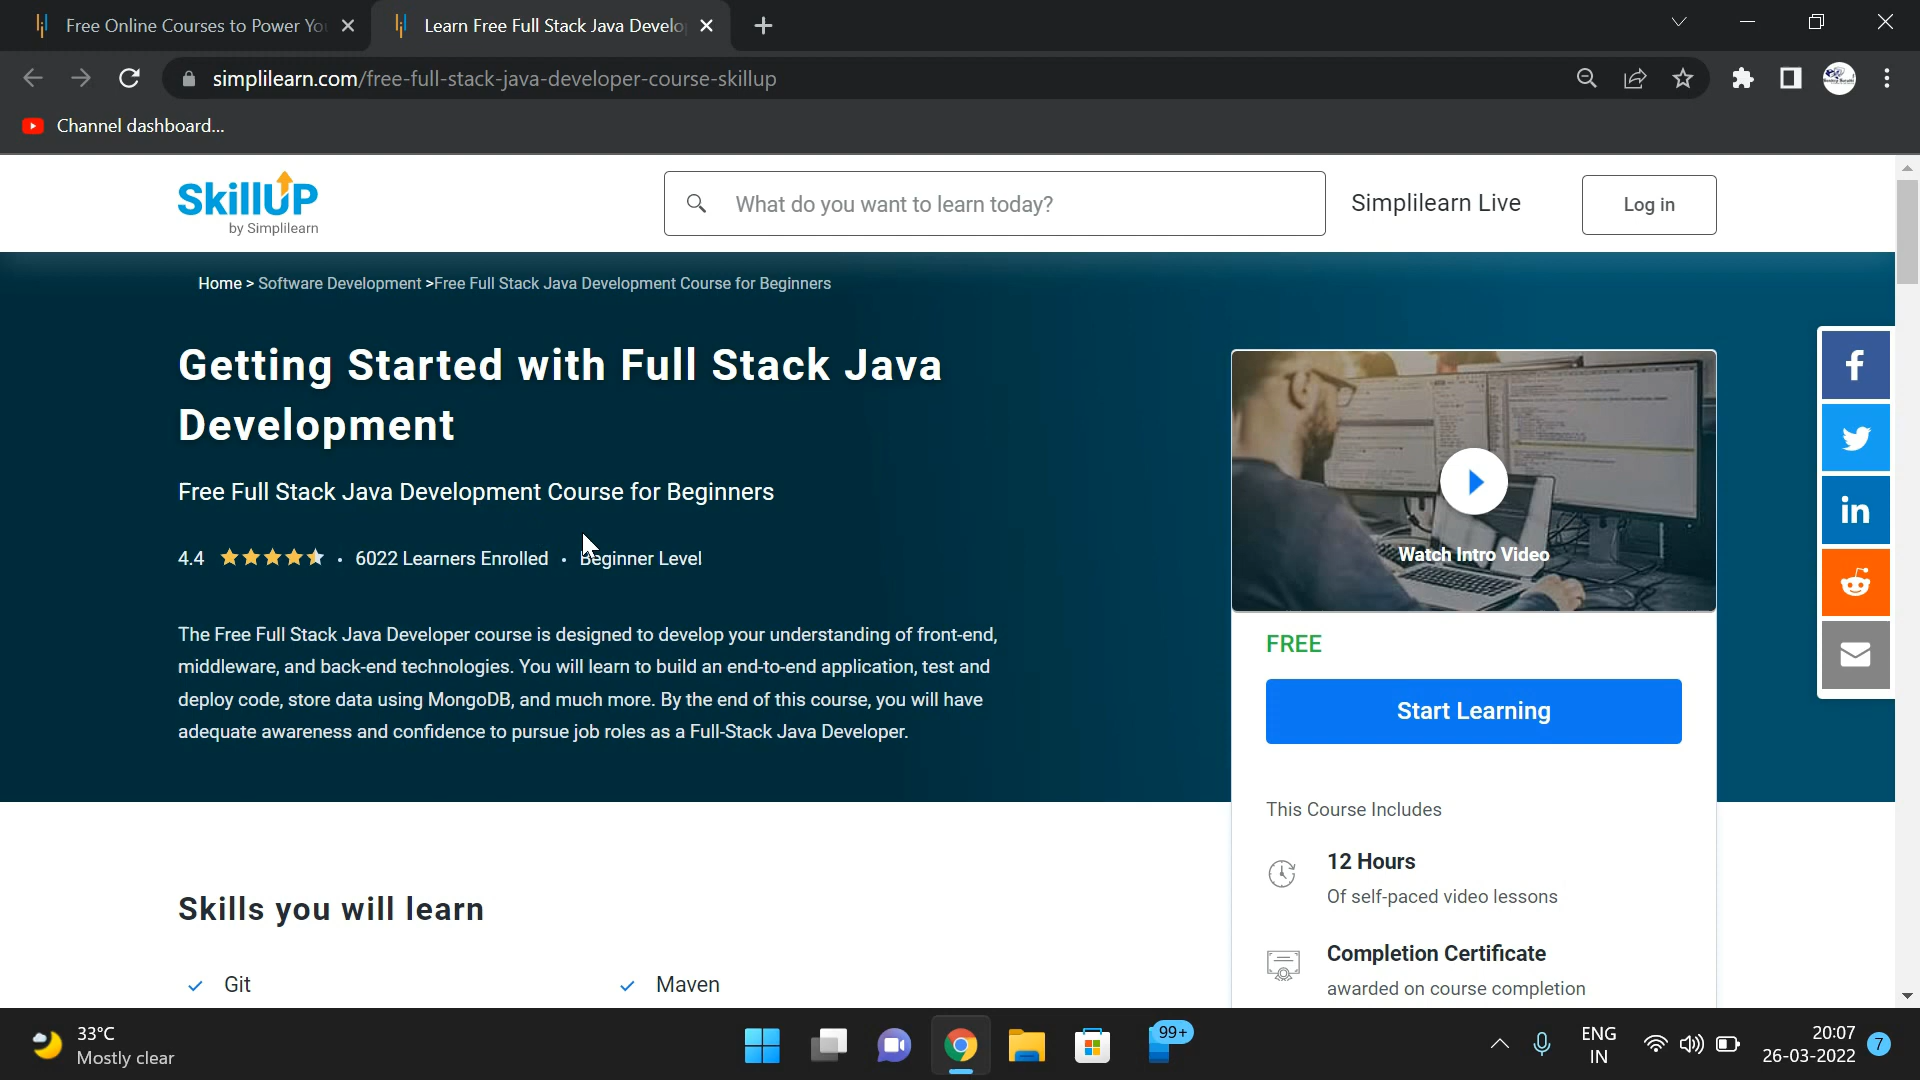 Free Online Courses to Power Yo
Learn Free Full Stack Java Develo
simplilearn.com/free-full-stack-java-developer-course-skillup
Channel dashboard...
SkillUP
by Simplilearn
What do you want to learn today?
Simplilearn Live
Log in
Home > Software Development >Free Full Stack Java Development Course for Beginners
Getting Started with Full Stack Java
Development
Free Full Stack Java Development Course for Beginners
4.4 · 6022 Learners Enrolled · Beginner Level
The Free Full Stack Java Developer course is designed to develop your understanding of front-end,
middleware, and back-end technologies. You will learn to build an end-to-end application, test and
deploy code, store data using MongoDB, and much more. By the end of this course, you will have
adequate awareness and confidence to pursue job roles as a Full-Stack Java Developer.
Watch Intro Video
FREE
Start Learning
This Course Includes
12 Hours
Of self-paced video lessons
Completion Certificate
awarded on course completion
f
in
Skills you will learn
Git
Maven
33°C
Mostly clear
99+
ENG
IN
20:07
26-03-2022
7